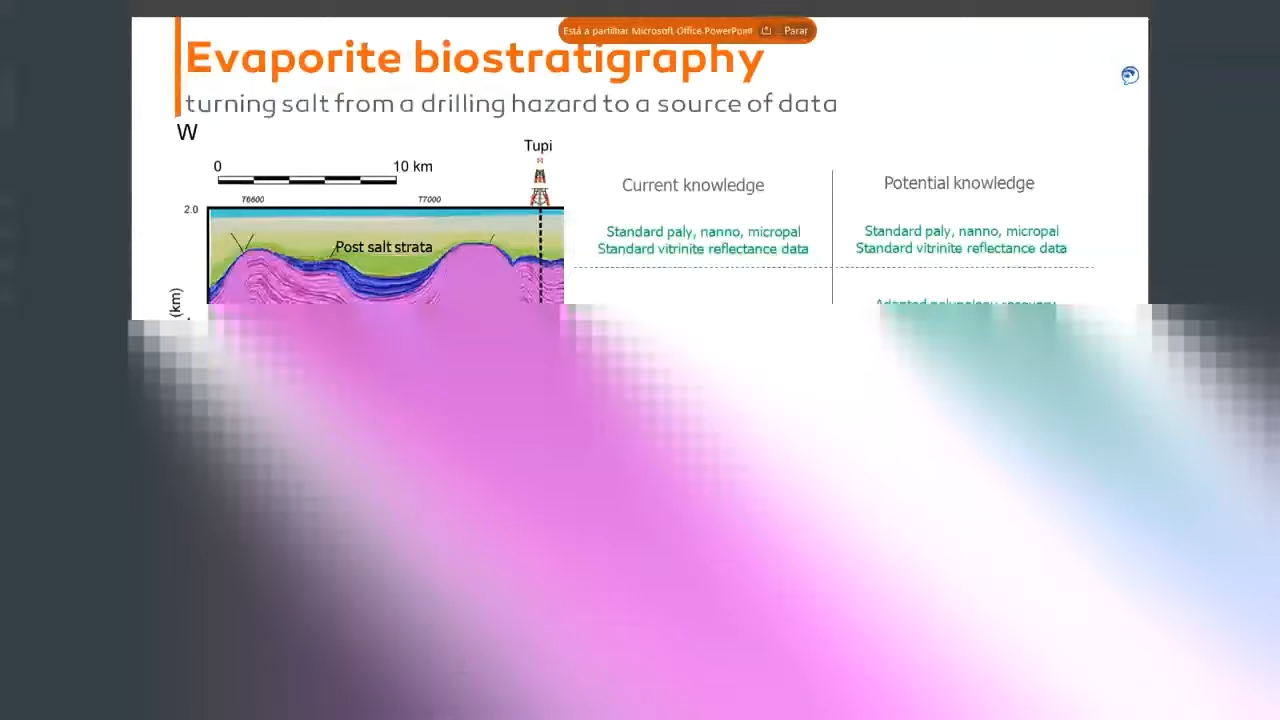 Está a partilhar Microsoft Office PowerPoint Parar
Evaporite biostratigraphy
turning salt from a drilling hazard to a source of data
W
Tupi
0 10 km
T6600 T7000
2.0
Post salt strata
(km)
Current knowledge
Potential knowledge
Standard paly, nanno, micropal
Standard vitrinite reflectance data
Standard paly, nanno, micropal
Standard vitrinite reflectance data